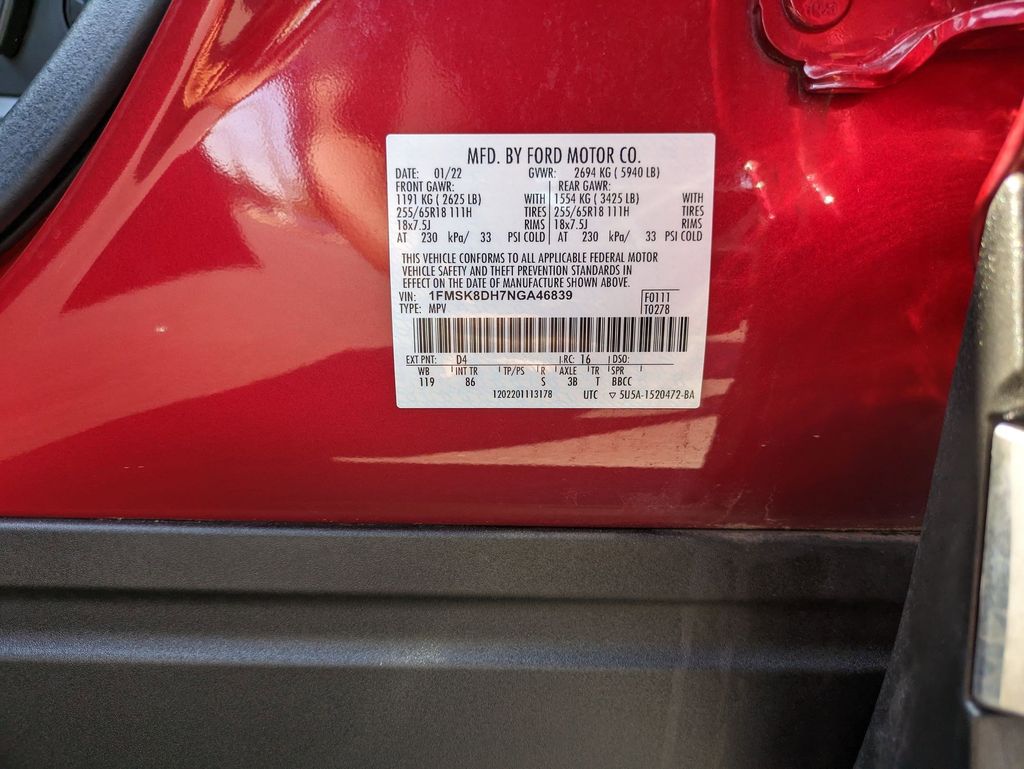 MFD. BY FORD MOTOR CO.
DATE: 01/22 GVWR: 2694 KG ( 5940 LB)
FRONT GAWR: REAR GAWR:
1191 KG ( 2625 LB) WITH 1554 KG ( 3425 LB) WITH
255/65R18 111H TIRES 255/65R18 111H TIRES
18x7.5J RIMS 18x7.5J RIMS
AT 230 kPa/ 33 PSI COLD AT 230 kPa/ 33 PSI COLD
THIS VEHICLE CONFORMS TO ALL APPLICABLE FEDERAL MOTOR
VEHICLE SAFETY AND THEFT PREVENTION STANDARDS IN
EFFECT ON THE DATE OF MANUFACTURE SHOWN ABOVE.
VIN: 1FMSK8DH7NGA46839 F0111
TYPE: MPV T0278
EXT PNT: D4 RC: 16 DSO:
WB INT TR TP/PS R AXLE TR SPR
119 86 S 3B T BBCC
1202201113178 UTC ▽ 5U5A-1520472-BA